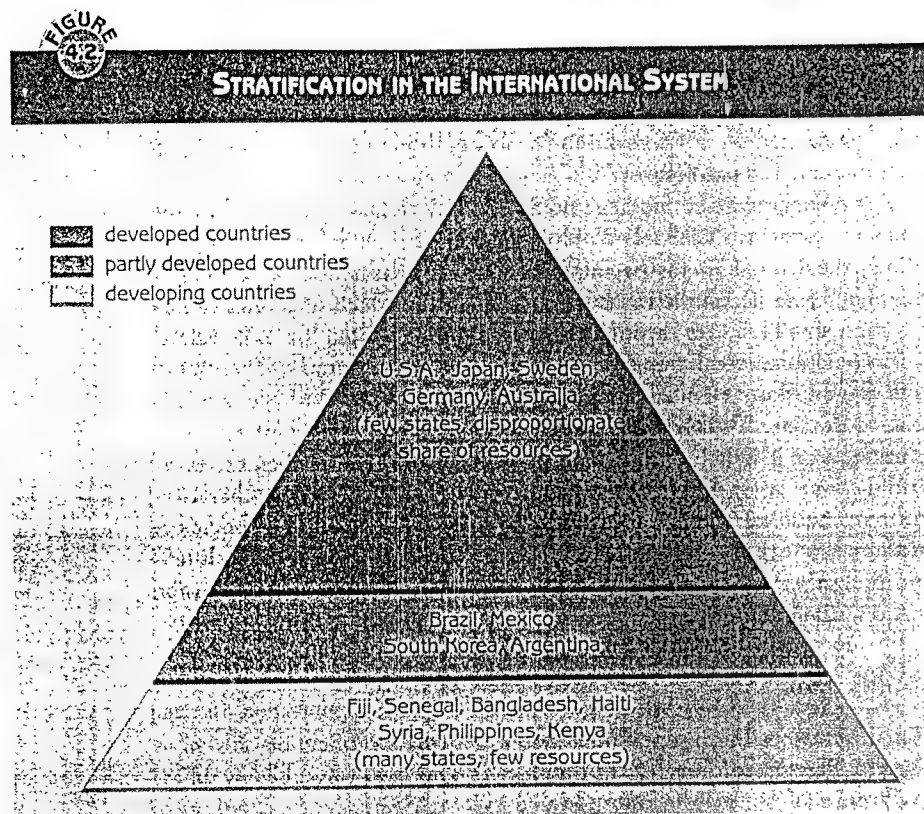 FIGURE
4.2
STRATIFICATION IN THE INTERNATIONAL SYSTEM
developed countries
partly developed countries
developing countries
U.S.A., Japan, Sweden,
Germany, Australia
(few states, disproportionate
share of resources)
Brazil, Mexico
South Korea, Argentina
Fiji, Senegal, Bangladesh, Haiti,
Syria, Philippines, Kenya
(many states, few resources)